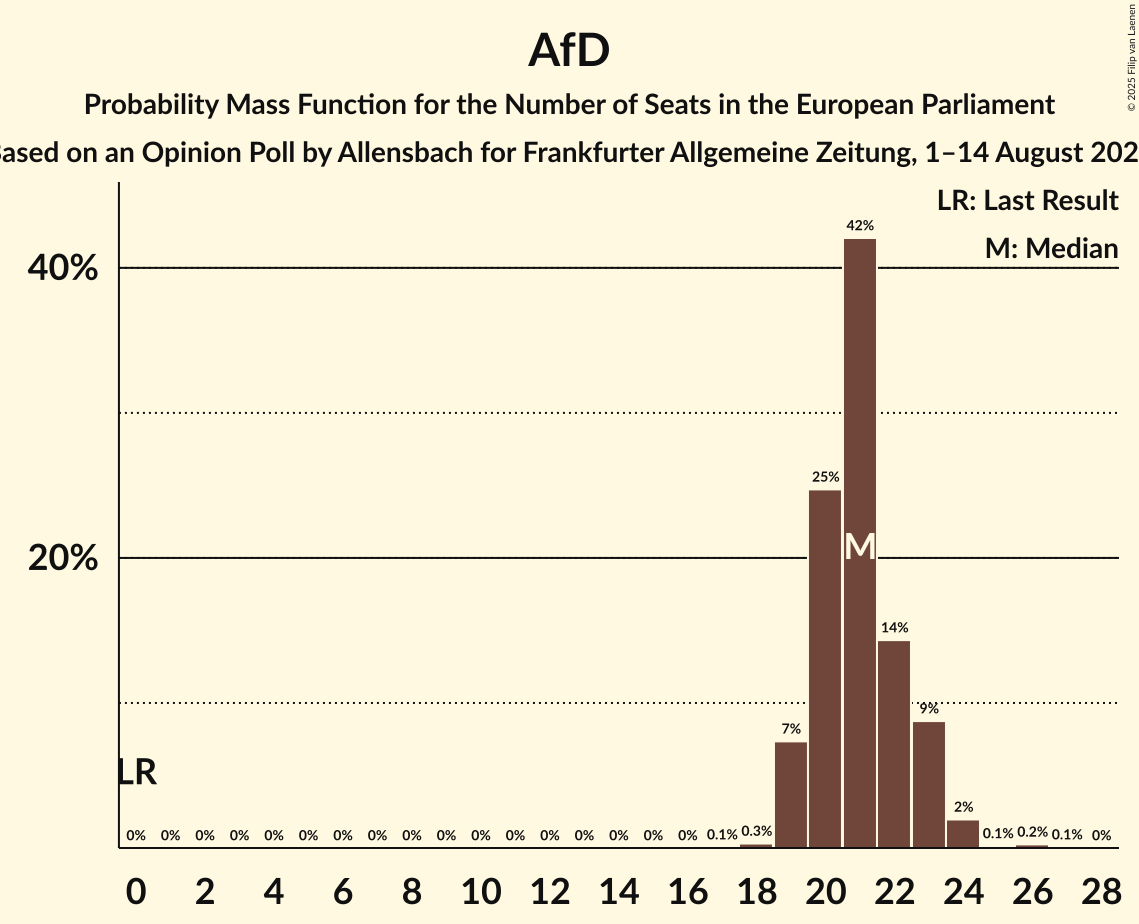 © 2025 Filip van Laenen
AfD
Probability Mass Function for the Number of Seats in the European Parliament
ased on an Opinion Poll by Allensbach for Frankfurter Allgemeine Zeitung, 1–14 August 202
LR: Last Result
M: Median
40%
20%
42%
25%
M
14%
9%
7%
LR
2%
0% 0% 0% 0% 0% 0% 0% 0% 0% 0% 0% 0% 0% 0% 0% 0% 0% 0.1% 0.3% 0.1% 0.2% 0.1% 0%
0 2 4 6 8 10 12 14 16 18 20 22 24 26 28